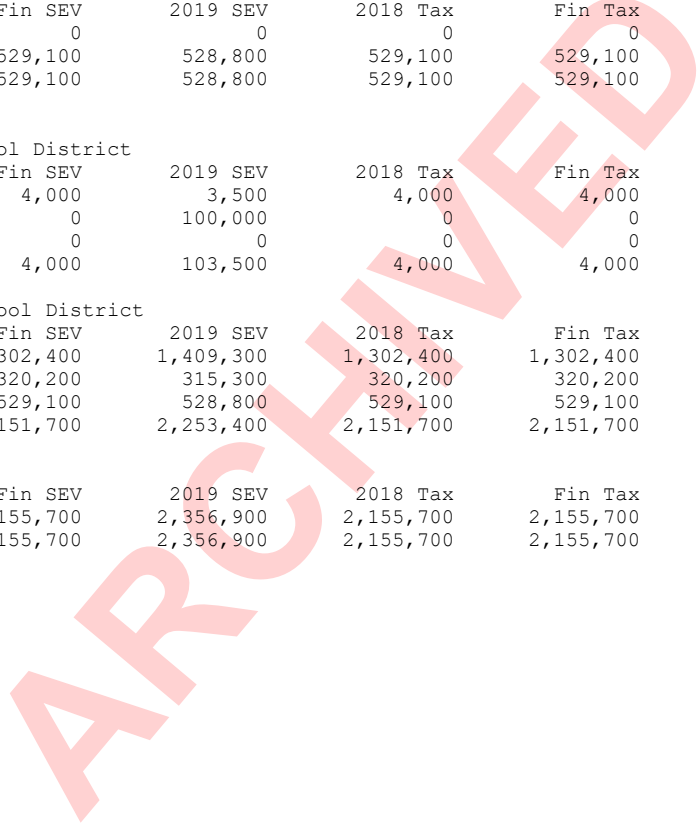 Fin SEV 2019 SEV 2018 Tax Fin Tax
0 0 0 0
529,100 528,800 529,100 529,100
529,100 528,800 529,100 529,100
ol District
Fin SEV 2019 SEV 2018 Tax Fin Tax
4,000 3,500 4,000 4,000
0 100,000 0 0
0 0 0 0
4,000 103,500 4,000 4,000
ool District
Fin SEV 2019 SEV 2018 Tax Fin Tax
302,400 1,409,300 1,302,400 1,302,400
320,200 315,300 320,200 320,200
529,100 528,800 529,100 529,100
151,700 2,253,400 2,151,700 2,151,700
Fin SEV 2019 SEV 2018 Tax Fin Tax
155,700 2,356,900 2,155,700 2,155,700
155,700 2,356,900 2,155,700 2,155,700
ARCHIVED